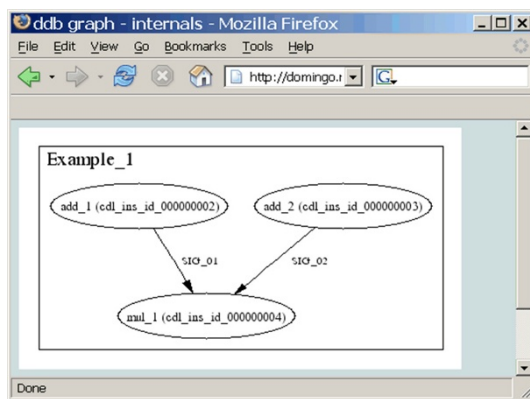 ddb graph - internals - Mozilla Firefox
File Edit View Go Bookmarks Tools Help
http://domingo.r
G
Example_1
add_1 (cdl_ins_id_000000002)
add_2 (cdl_ins_id_000000003)
SIG_01
SIG_02
mul_1 (cdl_ins_id_000000004)
Done